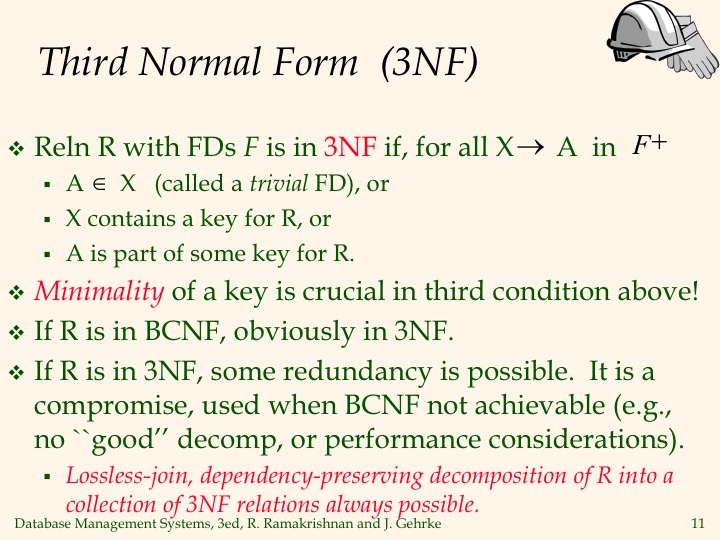 Third Normal Form (3NF)
❖ Reln R with FDs F is in 3NF if, for all X → A in F+
▪ A ∈ X (called a trivial FD), or
▪ X contains a key for R, or
▪ A is part of some key for R.
❖ Minimality of a key is crucial in third condition above!
❖ If R is in BCNF, obviously in 3NF.
❖ If R is in 3NF, some redundancy is possible. It is a
compromise, used when BCNF not achievable (e.g.,
no ``good’’ decomp, or performance considerations).
▪ Lossless-join, dependency-preserving decomposition of R into a
collection of 3NF relations always possible.
Database Management Systems, 3ed, R. Ramakrishnan and J. Gehrke 11